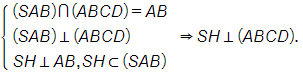 (SAB)∩(ABCD) = AB
(SAB)⊥(ABCD) ⇒ SH⊥(ABCD).
SH⊥AB, SH⊂(SAB)